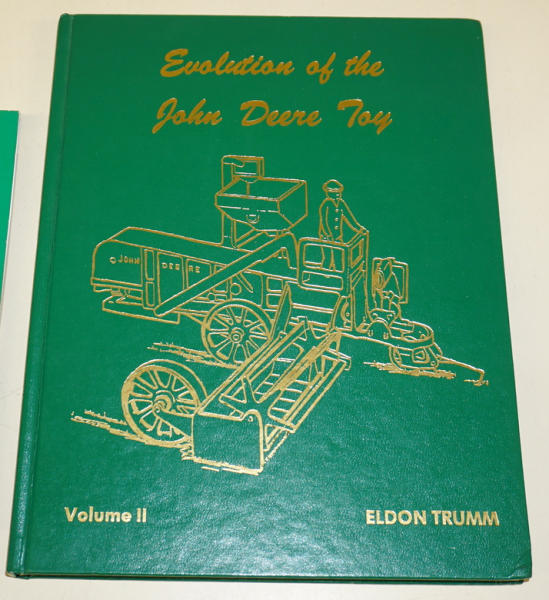 Evolution of the
John Deere Toy
JOHN DEERE
Volume II
ELDON TRUMM